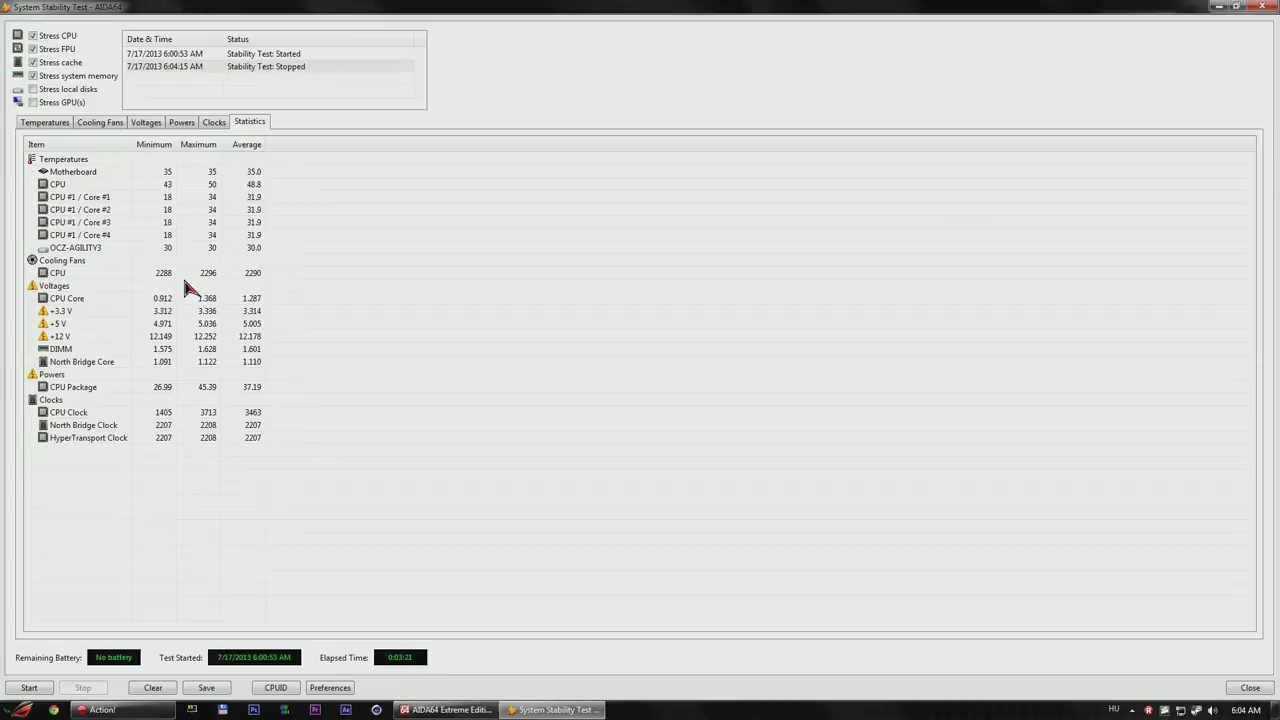 System Stability Test - AIDA64
Stress CPU
Stress FPU
Stress cache
Stress system memory
Stress local disks
Stress GPU(s)
Date & Time Status
7/17/2013 6:00:53 AM Stability Test: Started
7/17/2013 6:04:15 AM Stability Test: Stopped
Temperatures Cooling Fans Voltages Powers Clocks Statistics
Item Minimum Maximum Average
Temperatures
Motherboard 35 35 35.0
CPU 43 50 48.8
CPU #1 / Core #1 18 34 31.9
CPU #1 / Core #2 18 34 31.9
CPU #1 / Core #3 18 34 31.9
CPU #1 / Core #4 18 34 31.9
OCZ-AGILITY3 30 30 30.0
Cooling Fans
CPU 2288 2296 2290
Voltages
CPU Core 0.912 1.368 1.287
+3.3 V 3.312 3.336 3.314
+5 V 4.971 5.036 5.005
+12 V 12.149 12.252 12.178
DIMM 1.575 1.628 1.601
North Bridge Core 1.091 1.122 1.110
Powers
CPU Package 26.99 45.39 37.19
Clocks
CPU Clock 1405 3713 3463
North Bridge Clock 2207 2208 2207
HyperTransport Clock 2207 2208 2207
Remaining Battery: No battery Test Started: 7/17/2013 6:00:53 AM Elapsed Time: 0:03:21
Start Stop Clear Save CPUID Preferences Close
Action! Ps Pr Ae 64 AIDA64 Extreme Editi... System Stability Test ... HU 6:04 AM